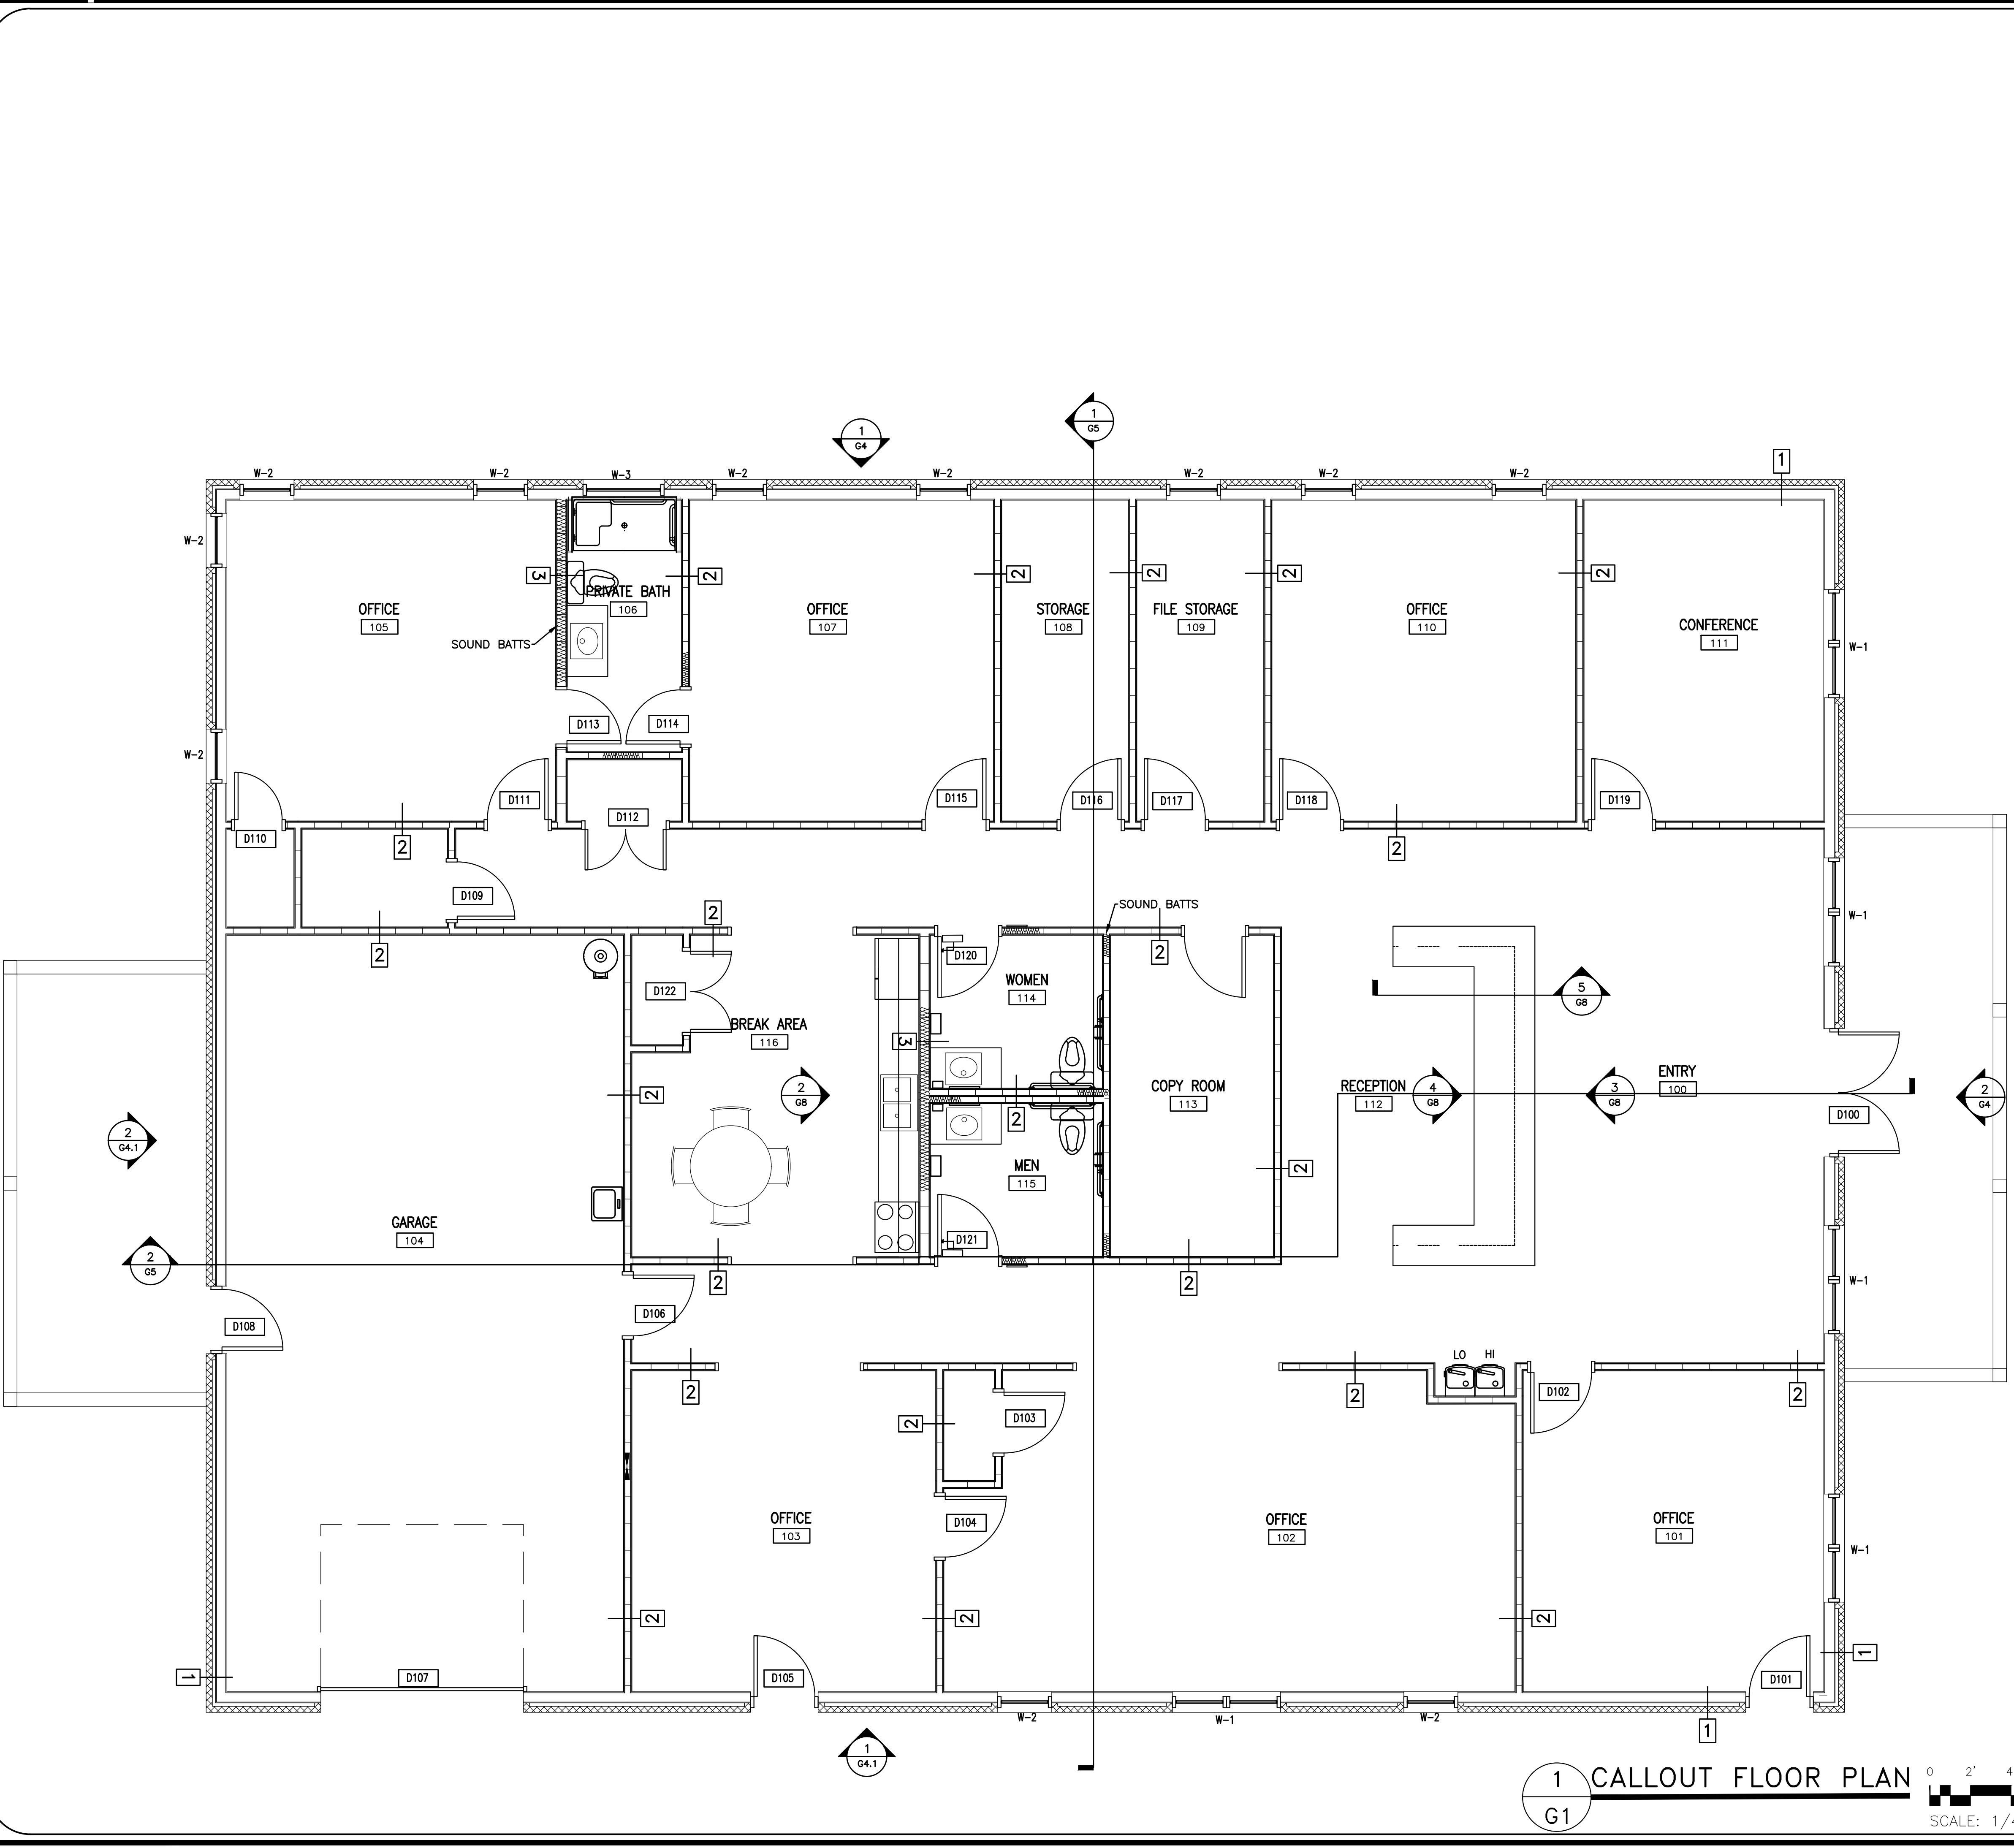 1
G5
1
G4
1
W-2
W-2
W-3
W-2
W-2
W-2
W-2
W-2
W-2
3
2
2
2
2
2
PRIVATE BATH
106
OFFICE
105
OFFICE
107
STORAGE
108
FILE STORAGE
109
OFFICE
110
CONFERENCE
111
W-1
SOUND BATTS
D113
D114
W-2
D111
D115
D116
D117
D118
D119
D110
D112
2
2
D109
SOUND BATTS
2
W-1
2
2
D120
D122
WOMEN
114
5
G8
BREAK AREA
116
3
2
2
G8
2
COPY ROOM
113
RECEPTION
112
4
G8
3
G8
ENTRY
100
2
G4
D100
2
G4.1
MEN
115
2
GARAGE
104
D121
2
G5
2
2
W-1
D108
D106
LO
HI
2
2
D102
2
2
D103
OFFICE
103
D104
OFFICE
102
OFFICE
101
W-1
2
2
2
1
1
D107
D105
D101
W-2
W-1
W-2
1
1
G4.1
1
G1
CALLOUT FLOOR PLAN
0 2' 4
SCALE: 1/4